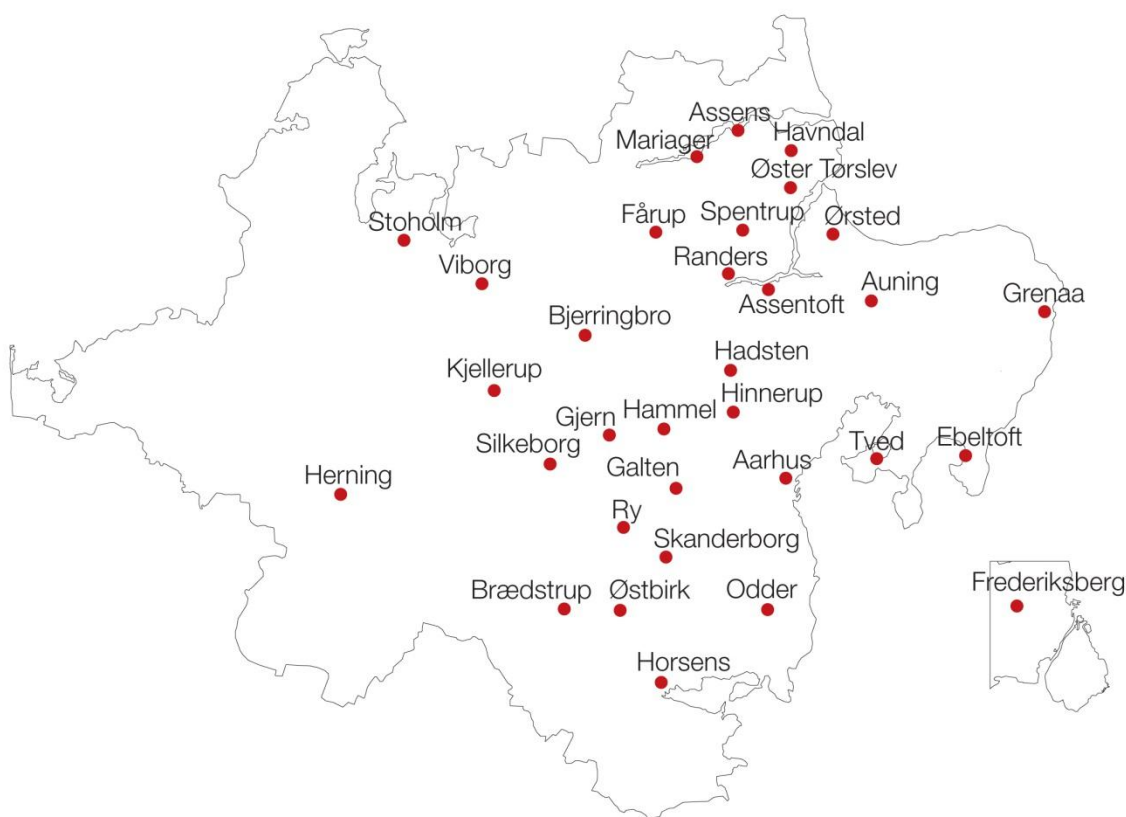 Assens
Havndal
Mariager
Øster Tørslev
Fårup
Spentrup
Ørsted
Stoholm
Randers
Viborg
Auning
Grenaa
Assentoft
Bjerringbro
Hadsten
Kjellerup
Hinnerup
Hammel
Gjern
Silkeborg
Tved
Ebeltoft
Aarhus
Galten
Herning
Ry
Skanderborg
Frederiksberg
Brædstrup
Østbirk
Odder
Horsens